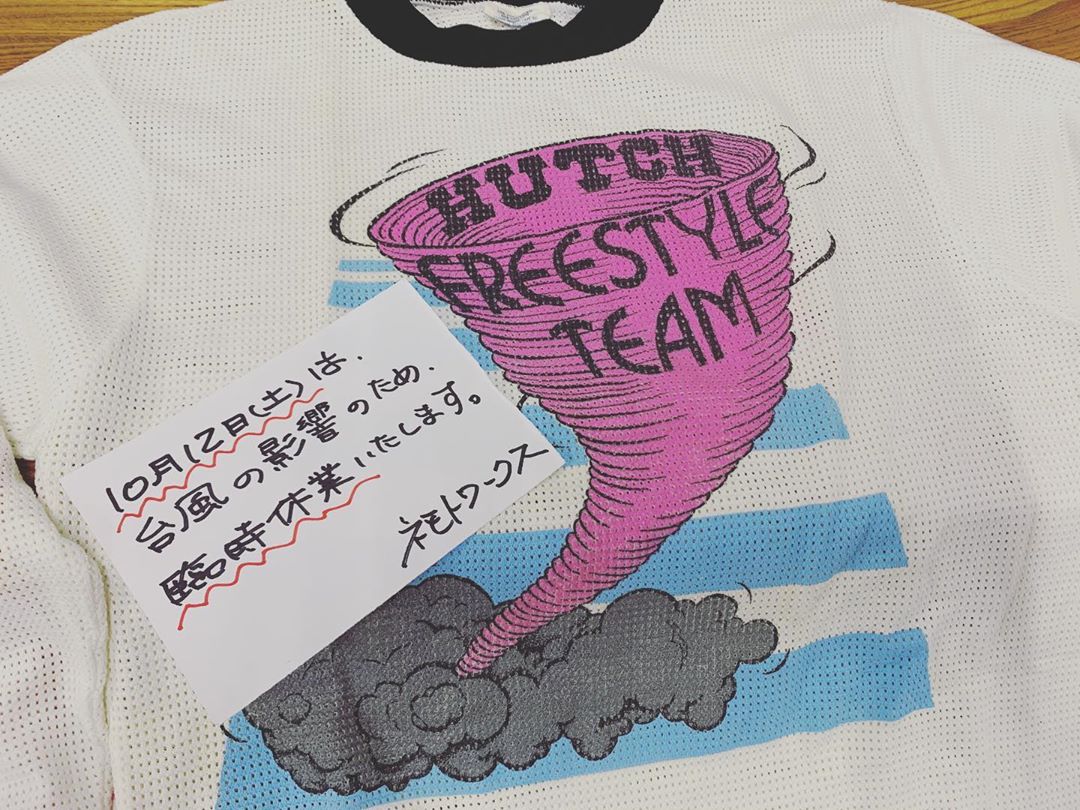 HUTCH
FREESTYLE
TEAM
10月12日(土)は、
台風の影響のため、
臨時休業いたします。
ネモトワークス